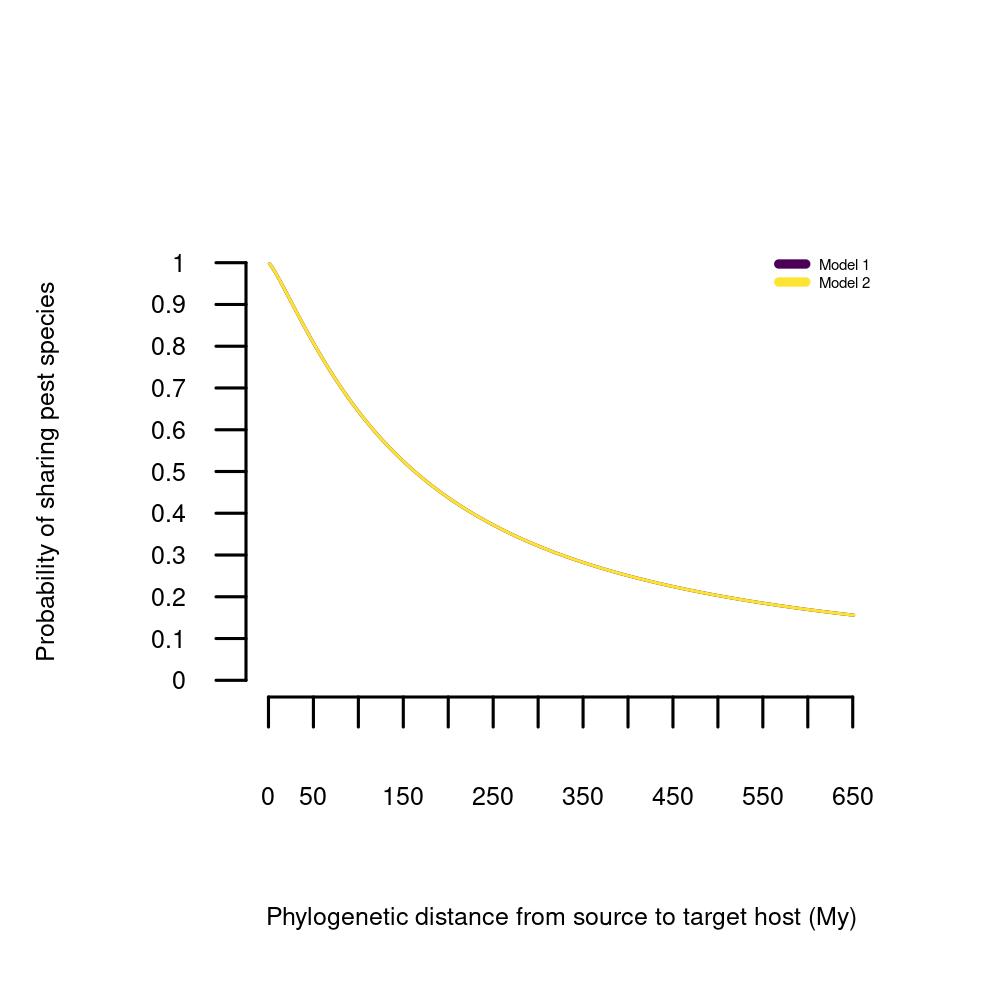 Probability of sharing pest species
1
0.9
0.8
0.7
0.6
0.5
0.4
0.3
0.2
0.1
0
Model 1
Model 2
0 50 150 250 350 450 550 650
Phylogenetic distance from source to target host (My)